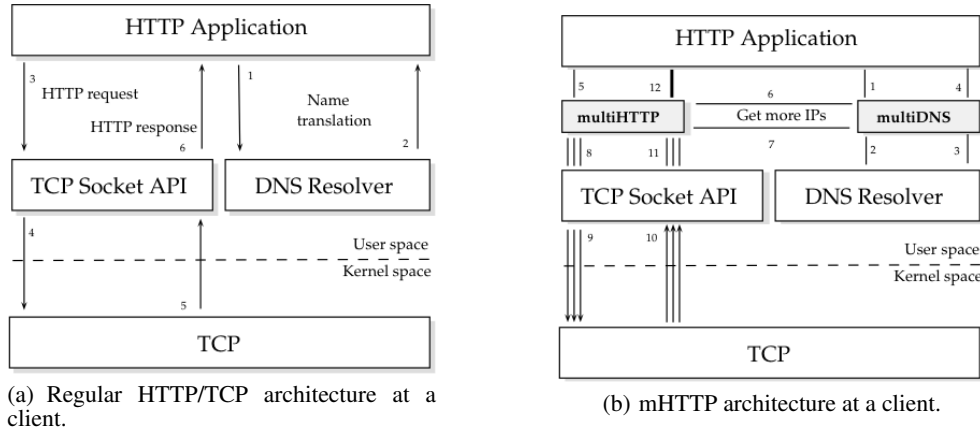 HTTP Application
3
HTTP request
HTTP response
6
1
Name
translation
2
TCP Socket API
DNS Resolver
4
User space
Kernel space
5
TCP
(a) Regular HTTP/TCP architecture at a
client.
HTTP Application
5
12
6
1
4
multiHTTP
Get more IPs
multiDNS
8
11
7
2
3
TCP Socket API
DNS Resolver
9
10
User space
Kernel space
TCP
(b) mHTTP architecture at a client.